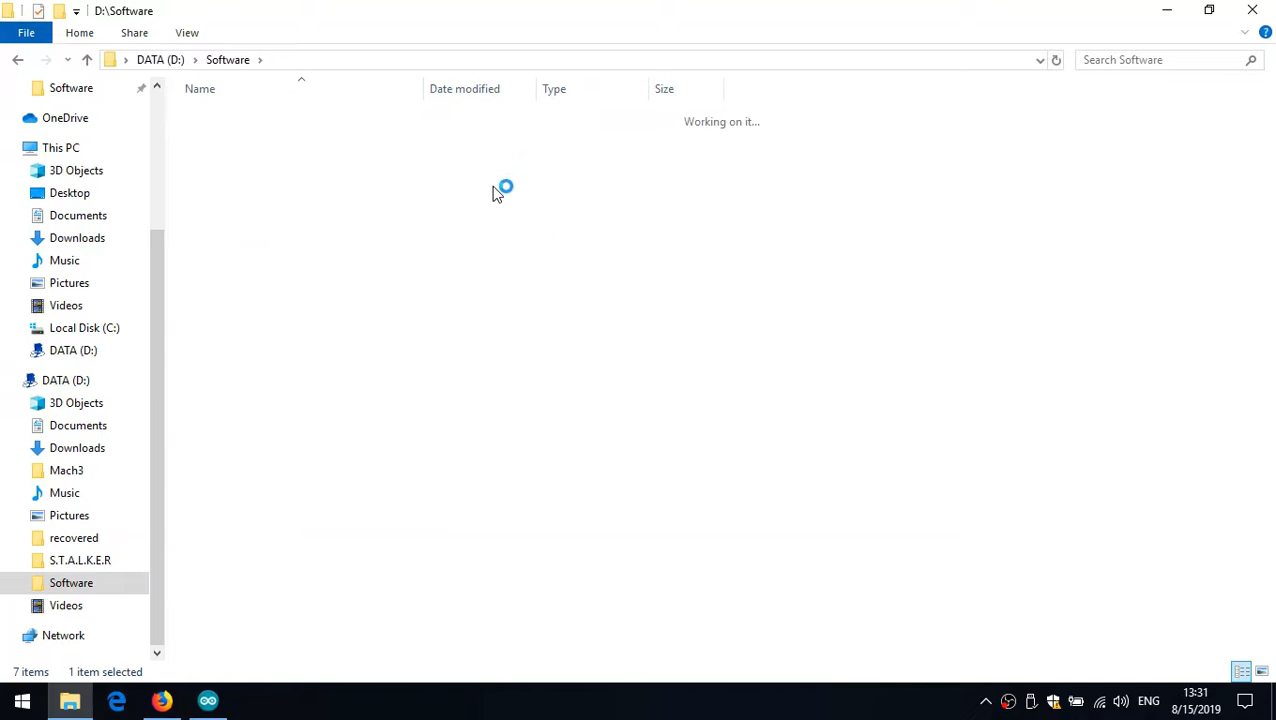 D:\Software
File Home Share View
DATA (D:) Software
Search Software
Name Date modified Type Size
Working on it...
Software
OneDrive
This PC
3D Objects
Desktop
Documents
Downloads
Music
Pictures
Videos
Local Disk (C:)
DATA (D:)
DATA (D:)
3D Objects
Documents
Downloads
Mach3
Music
Pictures
recovered
S.T.A.L.K.E.R
Software
Videos
Network
7 items 1 item selected
ENG
13:31
8/15/2019